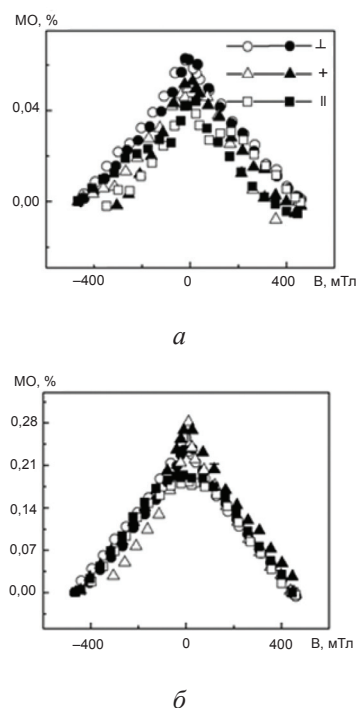 МО, %
⊥
+
||
0,04
0,00
–400
0
400
В, мТл
а
МО, %
0,28
0,21
0,14
0,07
0,00
–400
0
400
В, мТл
б